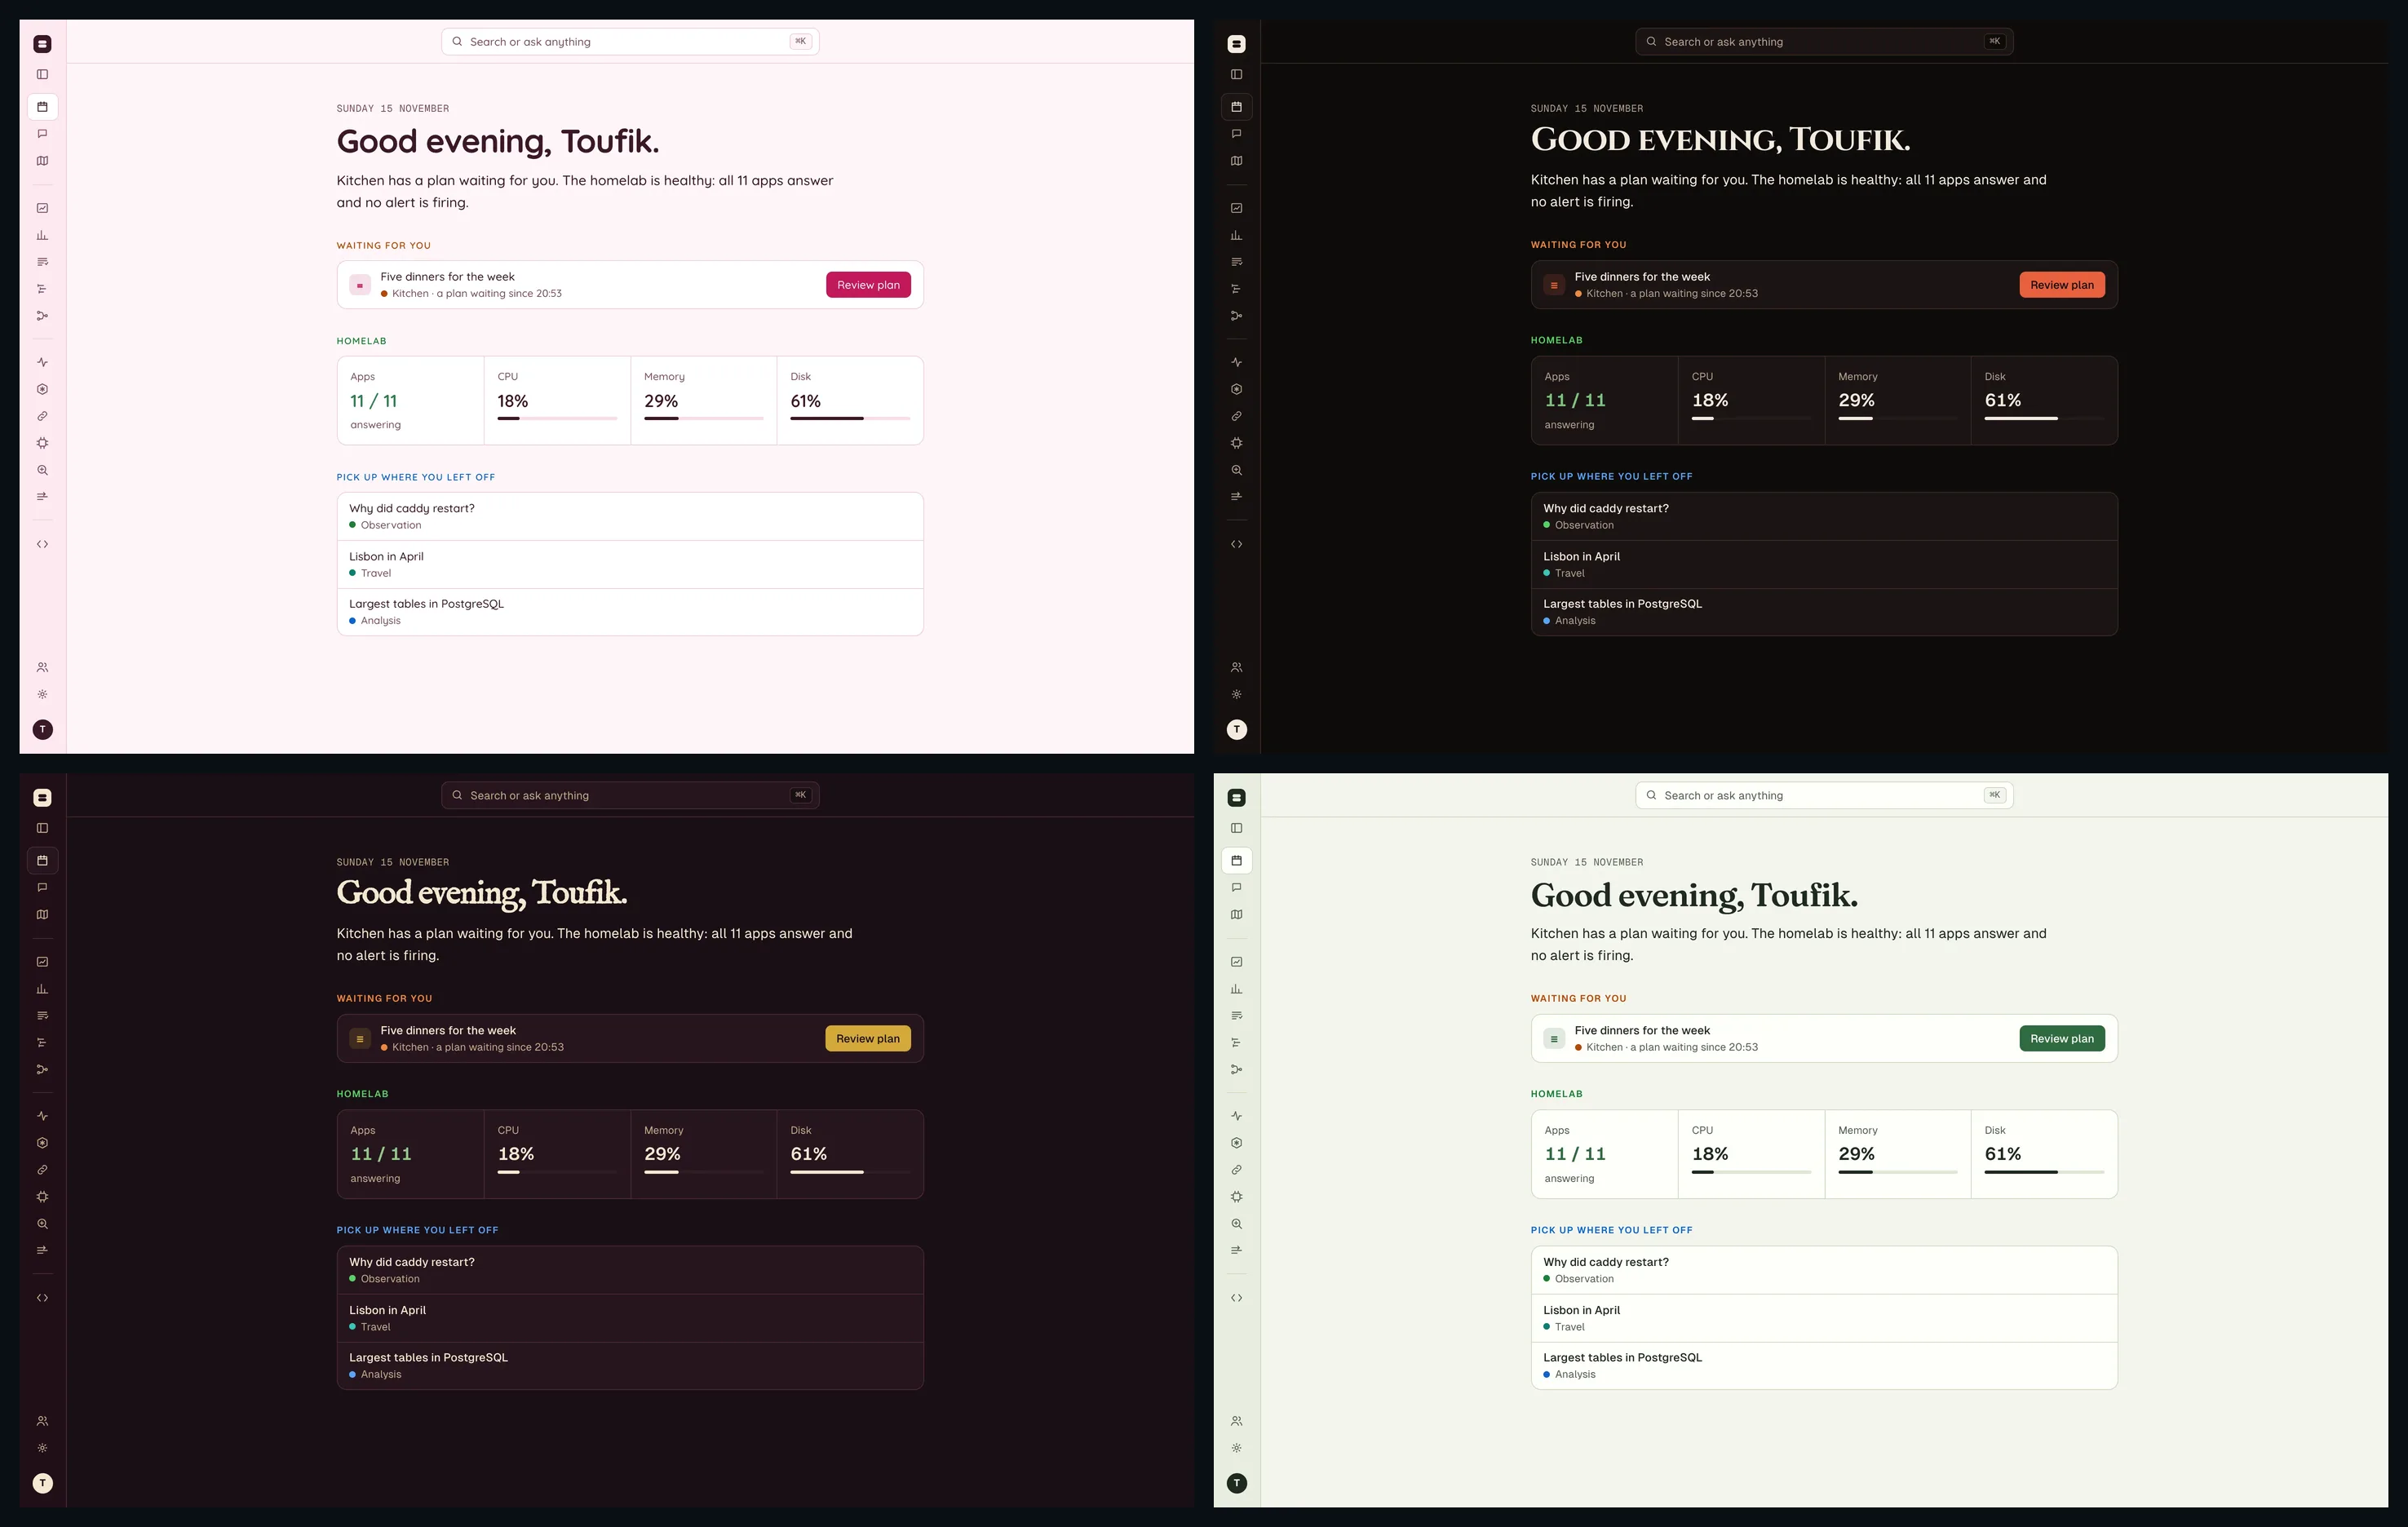 Search or ask anything
⌘K
SUNDAY 15 NOVEMBER
Good evening, Toufik.
Kitchen has a plan waiting for you. The homelab is healthy: all 11 apps answer
and no alert is firing.
WAITING FOR YOU
Five dinners for the week
Kitchen · a plan waiting since 20:53
Review plan
HOMELAB
Apps
11 / 11
answering
CPU
18%
Memory
29%
Disk
61%
PICK UP WHERE YOU LEFT OFF
Why did caddy restart?
Observation
Lisbon in April
Travel
Largest tables in PostgreSQL
Analysis
T
Search or ask anything
⌘K
SUNDAY 15 NOVEMBER
Good evening, Toufik.
Kitchen has a plan waiting for you. The homelab is healthy: all 11 apps answer and
no alert is firing.
WAITING FOR YOU
Five dinners for the week
Kitchen · a plan waiting since 20:53
Review plan
HOMELAB
Apps
11 / 11
answering
CPU
18%
Memory
29%
Disk
61%
PICK UP WHERE YOU LEFT OFF
Why did caddy restart?
Observation
Lisbon in April
Travel
Largest tables in PostgreSQL
Analysis
T
Search or ask anything
⌘K
SUNDAY 15 NOVEMBER
Good evening, Toufik.
Kitchen has a plan waiting for you. The homelab is healthy: all 11 apps answer and
no alert is firing.
WAITING FOR YOU
Five dinners for the week
Kitchen · a plan waiting since 20:53
Review plan
HOMELAB
Apps
11 / 11
answering
CPU
18%
Memory
29%
Disk
61%
PICK UP WHERE YOU LEFT OFF
Why did caddy restart?
Observation
Lisbon in April
Travel
Largest tables in PostgreSQL
Analysis
T
Search or ask anything
⌘K
SUNDAY 15 NOVEMBER
Good evening, Toufik.
Kitchen has a plan waiting for you. The homelab is healthy: all 11 apps answer and
no alert is firing.
WAITING FOR YOU
Five dinners for the week
Kitchen · a plan waiting since 20:53
Review plan
HOMELAB
Apps
11 / 11
answering
CPU
18%
Memory
29%
Disk
61%
PICK UP WHERE YOU LEFT OFF
Why did caddy restart?
Observation
Lisbon in April
Travel
Largest tables in PostgreSQL
Analysis
T